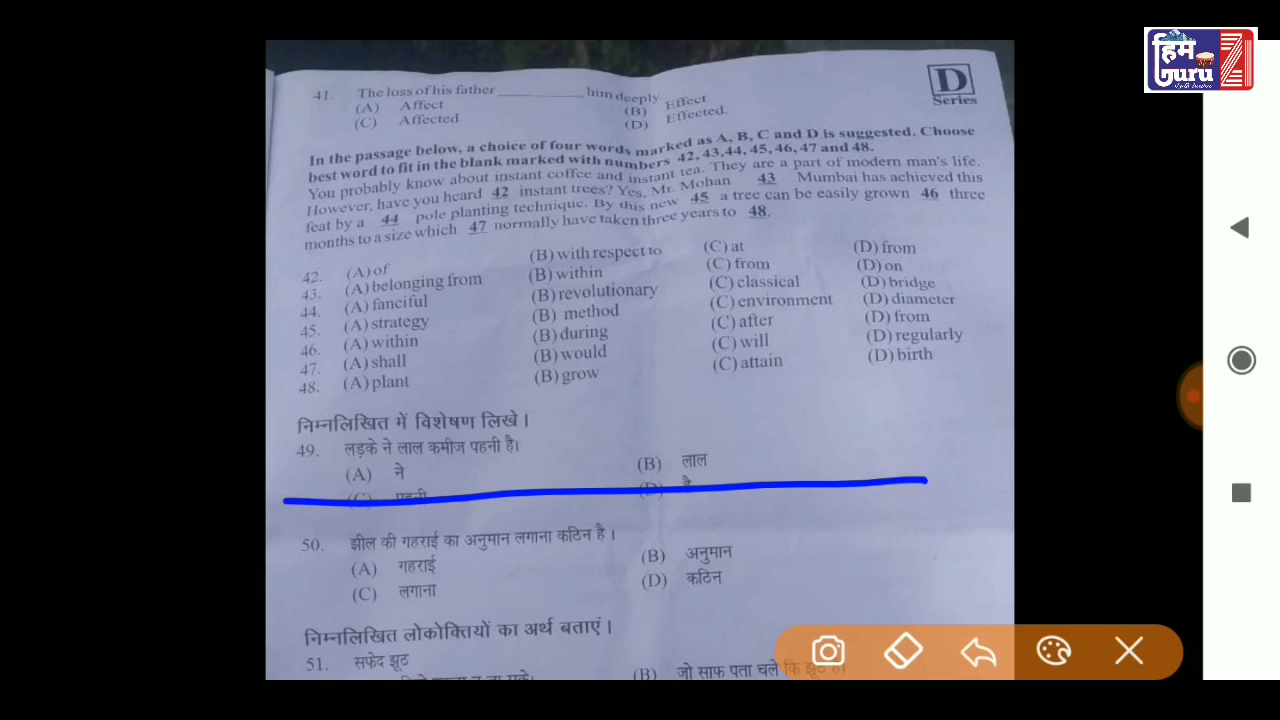 हिम
Guru
D
Series
41. The loss of his father ____________ him deeply.
(A) Affect (B) Effect
(C) Affected (D) Effected.
In the passage below, a choice of four words marked as A, B, C and D is suggested. Choose
best word to fit in the blank marked with numbers 42, 43,44, 45, 46, 47 and 48.
You probably know about instant coffee and instant tea. They are a part of modern man's life.
However, have you heard 42 instant trees? Yes, Mr. Mohan 43 Mumbai has achieved this
feat by a 44 pole planting technique. By this new 45 a tree can be easily grown 46 three
months to a size which 47 normally have taken three years to 48.
42. (A) of (B) with respect to (C) at (D) from
43. (A) belonging from (B) within (C) from (D) on
44. (A) fanciful (B) revolutionary (C) classical (D) bridge
45. (A) strategy (B) method (C) environment (D) diameter
46. (A) within (B) during (C) after (D) from
47. (A) shall (B) would (C) will (D) regularly
48. (A) plant (B) grow (C) attain (D) birth
निम्नलिखित में विशेषण लिखे।
49. लड़के ने लाल कमीज पहनी है।
(A) ने (B) लाल
(C) पहनी (D) है
50. झील की गहराई का अनुमान लगाना कठिन है।
(A) गहराई (B) अनुमान
(C) लगाना (D) कठिन
निम्नलिखित लोकोक्तियों का अर्थ बताएं।
51. सफेद झूठ
(B) जो साफ पता चले कि झूठ है।